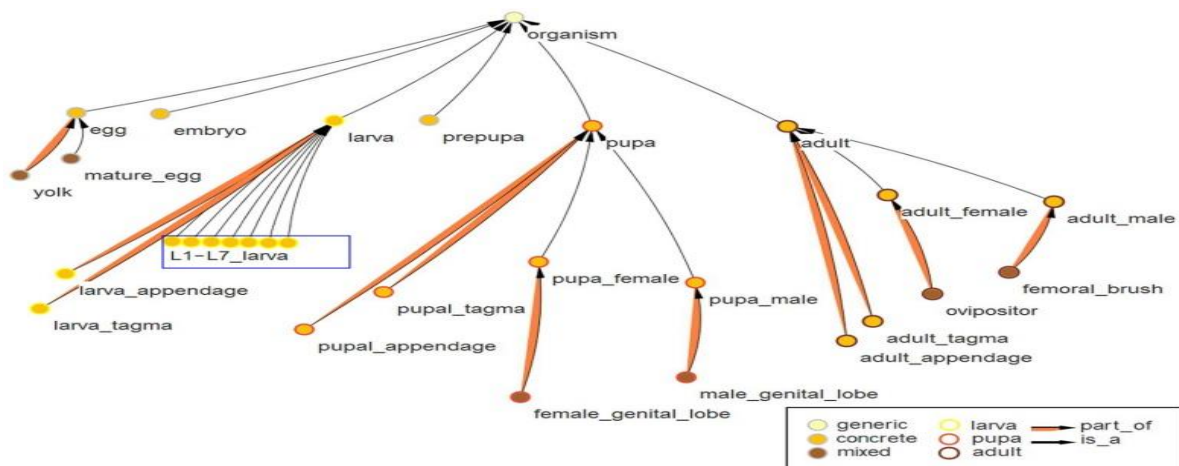 organism
egg
embryo
larva
prepupa
pupa
adult
mature_egg
yolk
adult_female
adult_male
L1-L7_larva
larva_appendage
pupa_female
femoral_brush
pupal_tagma
pupa_male
ovipositor
larva_tagma
pupal_appendage
adult_tagma
adult_appendage
male_genital_lobe
female_genital_lobe
generic larva part_of
concrete pupa is_a
mixed adult